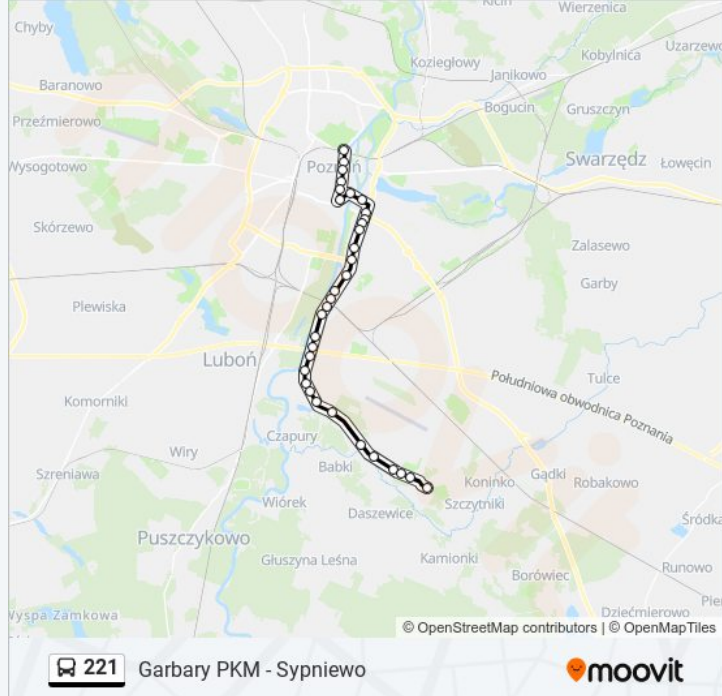 Chyby
Kicin
Wierzenica
Koziegłowy
Uzarzewo
Kobylnica
Janikowo
Baranowo
Bogucin
Gruszczyn
Przeźmierowo
Wysogotowo
Poznań
Swarzędz
Łowęcin
Skórzewo
Zalasewo
Garby
Plewiska
Luboń
Południowa obwodnica Poznania
Tulce
Komorniki
Czapury
Wiry
Babki
Gądki
Szreniawa
Koninko
Robakowo
Wiórek
Szczytniki
Daszewice
Śródka
Puszczykowo
Głuszyna Leśna
Kamionki
Runowo
Borówiec
Wyspa Zamkowa
Dziećmierowo
© OpenStreetMap contributors | © OpenMapTiles
221 Garbary PKM - Sypniewo
moovit